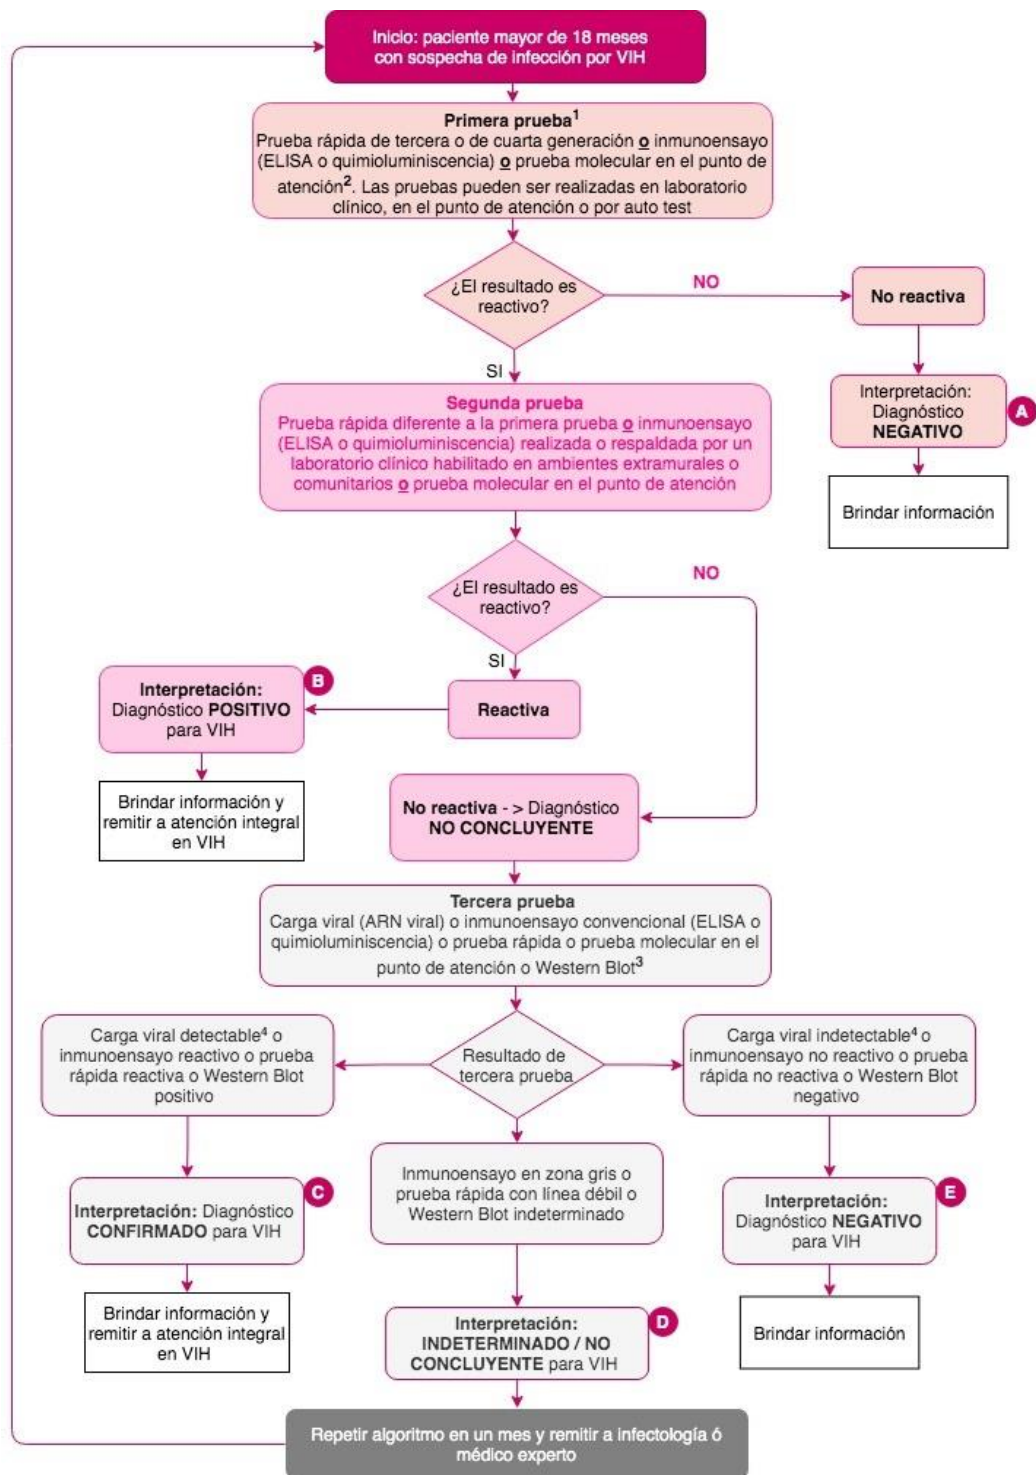 Inicio: paciente mayor de 18 meses
con sospecha de infección por VIH
Primera prueba¹
Prueba rápida de tercera o de cuarta generación o inmunoensayo
(ELISA o quimioluminiscencia) o prueba molecular en el punto de
atención². Las pruebas pueden ser realizadas en laboratorio
clínico, en el punto de atención o por auto test
¿El resultado es
reactivo?
NO
No reactiva
Interpretación:
Diagnóstico
NEGATIVO
A
Brindar información
SI
Segunda prueba
Prueba rápida diferente a la primera prueba o inmunoensayo
(ELISA o quimioluminiscencia) realizada o respaldada por un
laboratorio clínico habilitado en ambientes extramurales o
comunitarios o prueba molecular en el punto de atención
¿El resultado es
reactivo?
NO
SI
Reactiva
B
Interpretación:
Diagnóstico POSITIVO
para VIH
Brindar información y
remitir a atención integral
en VIH
No reactiva - > Diagnóstico
NO CONCLUYENTE
Tercera prueba
Carga viral (ARN viral) o inmunoensayo convencional (ELISA o
quimioluminiscencia) o prueba rápida o prueba molecular en el
punto de atención o Western Blot³
Resultado de
tercera prueba
Carga viral detectable⁴ o
inmunoensayo reactivo o prueba
rápida reactiva o Western Blot
positivo
C
Interpretación: Diagnóstico
CONFIRMADO para VIH
Brindar información y
remitir a atención integral
en VIH
Inmunoensayo en zona gris o
prueba rápida con línea débil o
Western Blot indeterminado
D
Interpretación:
INDETERMINADO / NO
CONCLUYENTE para VIH
Carga viral indetectable⁴ o
inmunoensayo no reactivo o prueba
rápida no reactiva o Western Blot
negativo
E
Interpretación:
Diagnóstico NEGATIVO
para VIH
Brindar información
Repetir algoritmo en un mes y remitir a infectología ó
médico experto